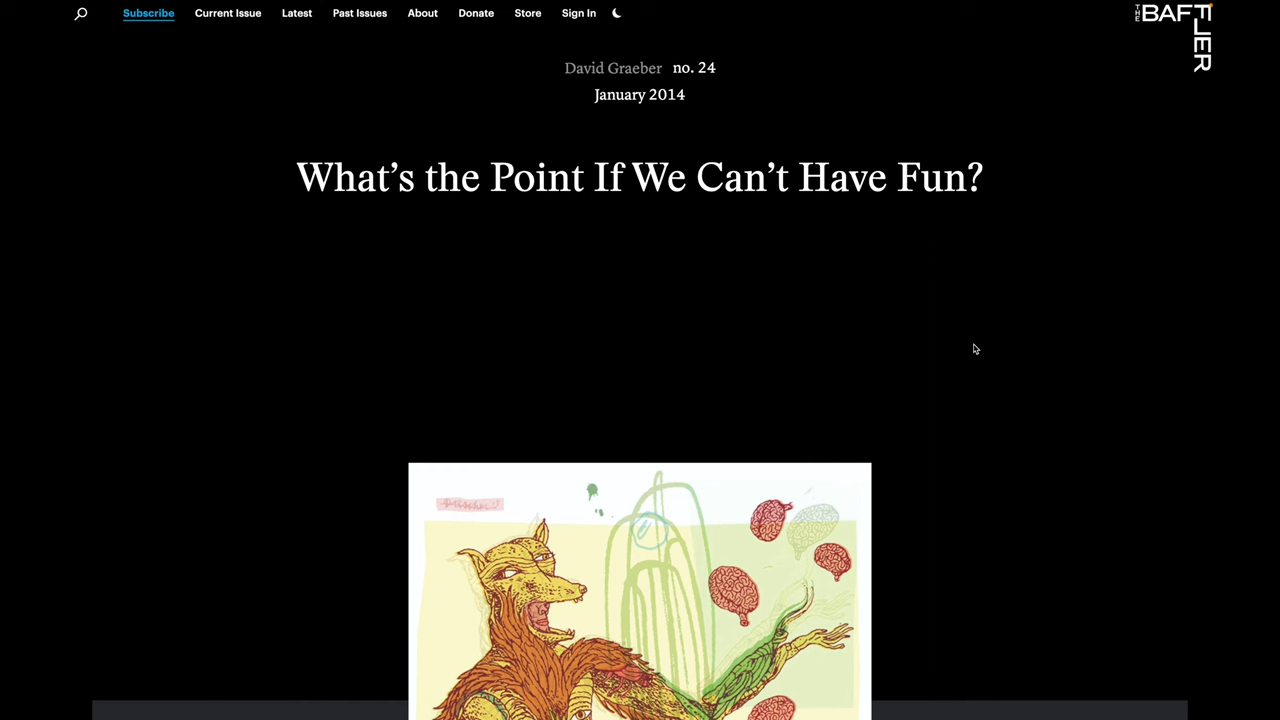 Subscribe Current Issue Latest Past Issues About Donate Store Sign In
THE BAFFLER
David Graeber no. 24
January 2014
What's the Point If We Can't Have Fun?